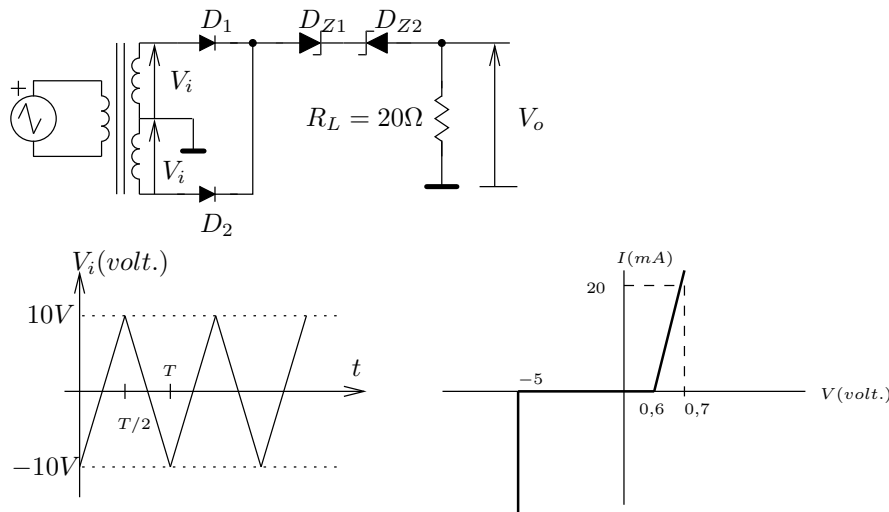 D1 DZ1 DZ2
+
Vi
RL = 20Ω
Vo
Vi
D2
Vi(volt.)
10V
T
t
T/2
−10V
I(mA)
20
−5
0,6
0,7
V(volt.)